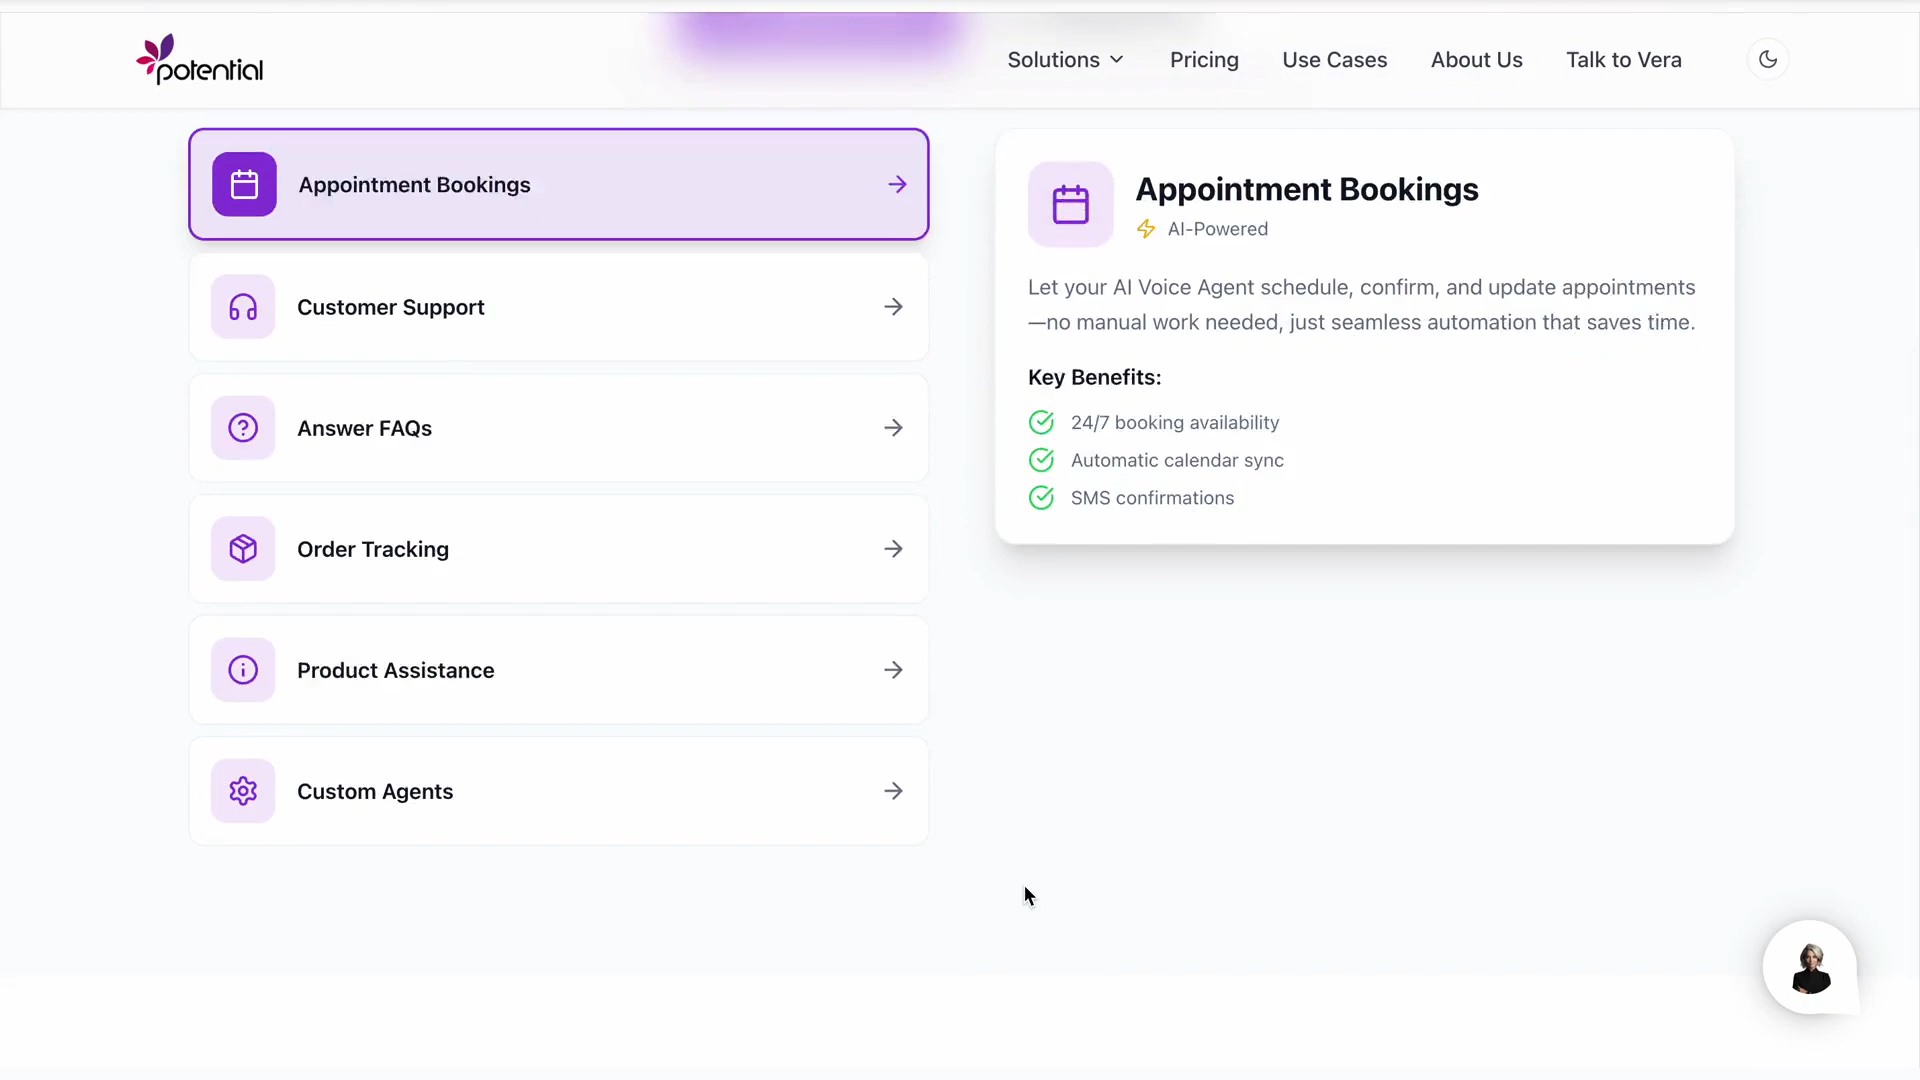 potential
Solutions
Pricing
Use Cases
About Us
Talk to Vera
Appointment Bookings
Customer Support
Answer FAQs
Order Tracking
Product Assistance
Custom Agents
Appointment Bookings
AI-Powered
Let your AI Voice Agent schedule, confirm, and update appointments
—no manual work needed, just seamless automation that saves time.
Key Benefits:
24/7 booking availability
Automatic calendar sync
SMS confirmations